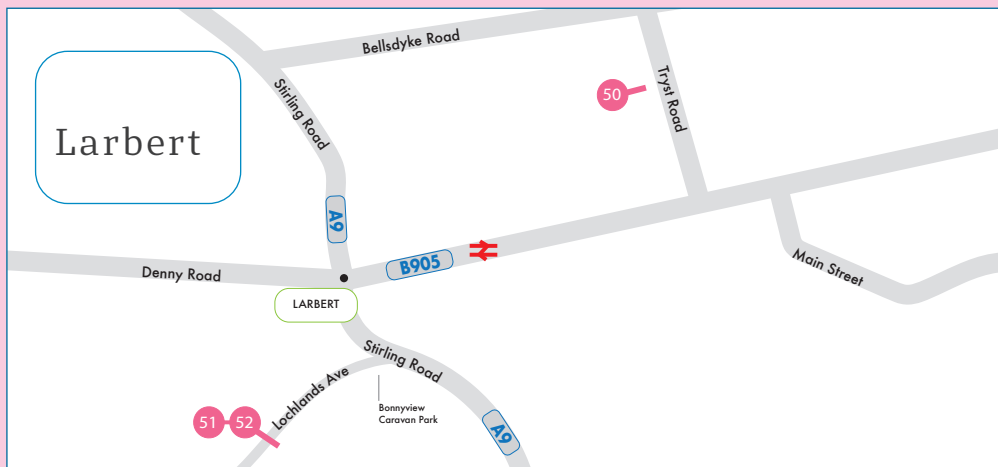 Bellsdyke Road
Stirling Road
50
Tryst Road
Larbert
A9
B905
Main Street
Denny Road
LARBERT
Stirling Road
Lochlands Ave
Bonnyview
Caravan Park
51
52
A9